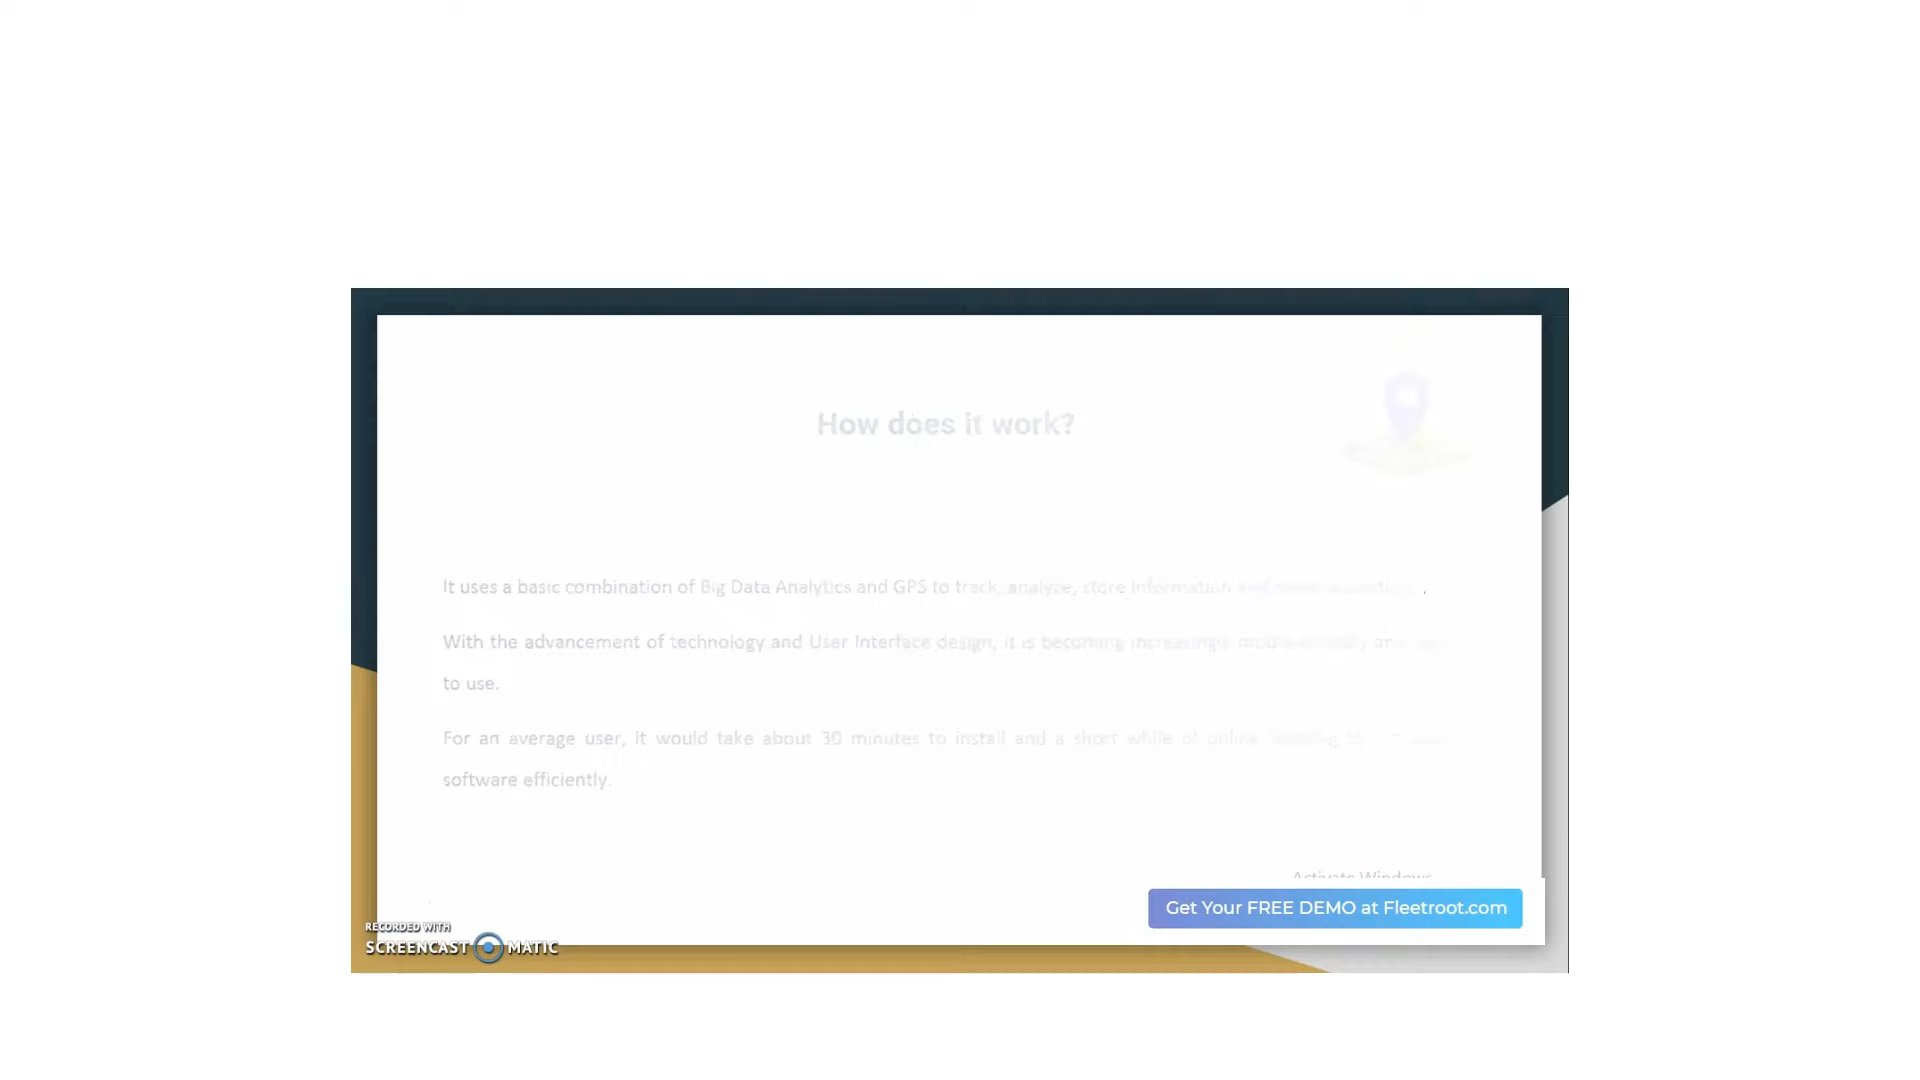 How does it work?
It uses a basic combination of Big Data Analytics and GPS to track, analyze, store information and
With the advancement of technology and User Interface design, it is becoming increasingly
to use.
For an average user, it would take about 30 minutes to install and a short while of online
software efficiently.
Activate Windows
Get Your FREE DEMO at Fleetroot.com
RECORDED WITH
SCREENCAST MATIC